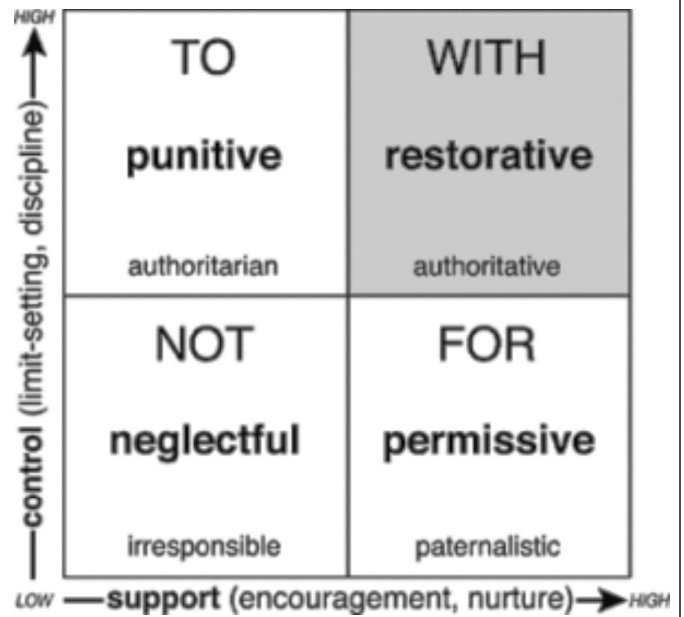 HIGH
TO
punitive
authoritarian
WITH
restorative
authoritative
NOT
neglectful
irresponsible
FOR
permissive
paternalistic
control (limit-setting, discipline)
LOW
support (encouragement, nurture)
HIGH